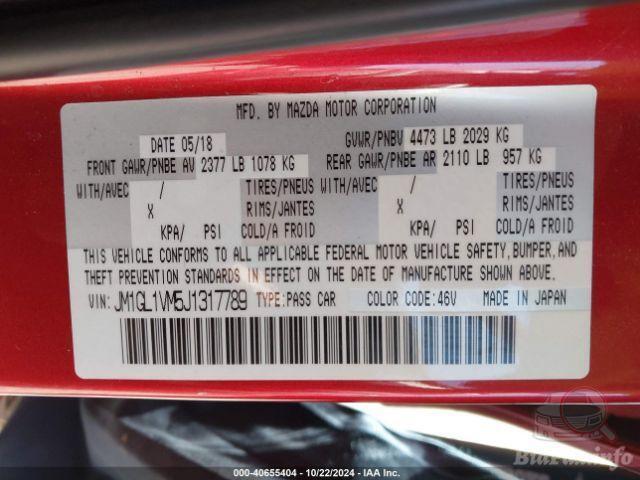 MFD. BY MAZDA MOTOR CORPORATION
DATE 05/18 GVWR/PNBV 4473 LB 2029 KG
FRONT GAWR/PNBE AV 2377 LB 1078 KG REAR GAWR/PNBE AR 2110 LB 957 KG
WITH/AVEC / TIRES/PNEUS WITH/AVEC / TIRES/PNEUS
X RIMS/JANTES X RIMS/JANTES
KPA/ PSI COLD/A FROID KPA/ PSI COLD/A FROID
THIS VEHICLE CONFORMS TO ALL APPLICABLE FEDERAL MOTOR VEHICLE SAFETY, BUMPER, AND
THEFT PREVENTION STANDARDS IN EFFECT ON THE DATE OF MANUFACTURE SHOWN ABOVE.
VIN: JM1GL1VM5J1317789 TYPE: PASS CAR COLOR CODE: 46V MADE IN JAPAN
000-40655404 - 10/22/2024 - IAA Inc.
BidFax.info